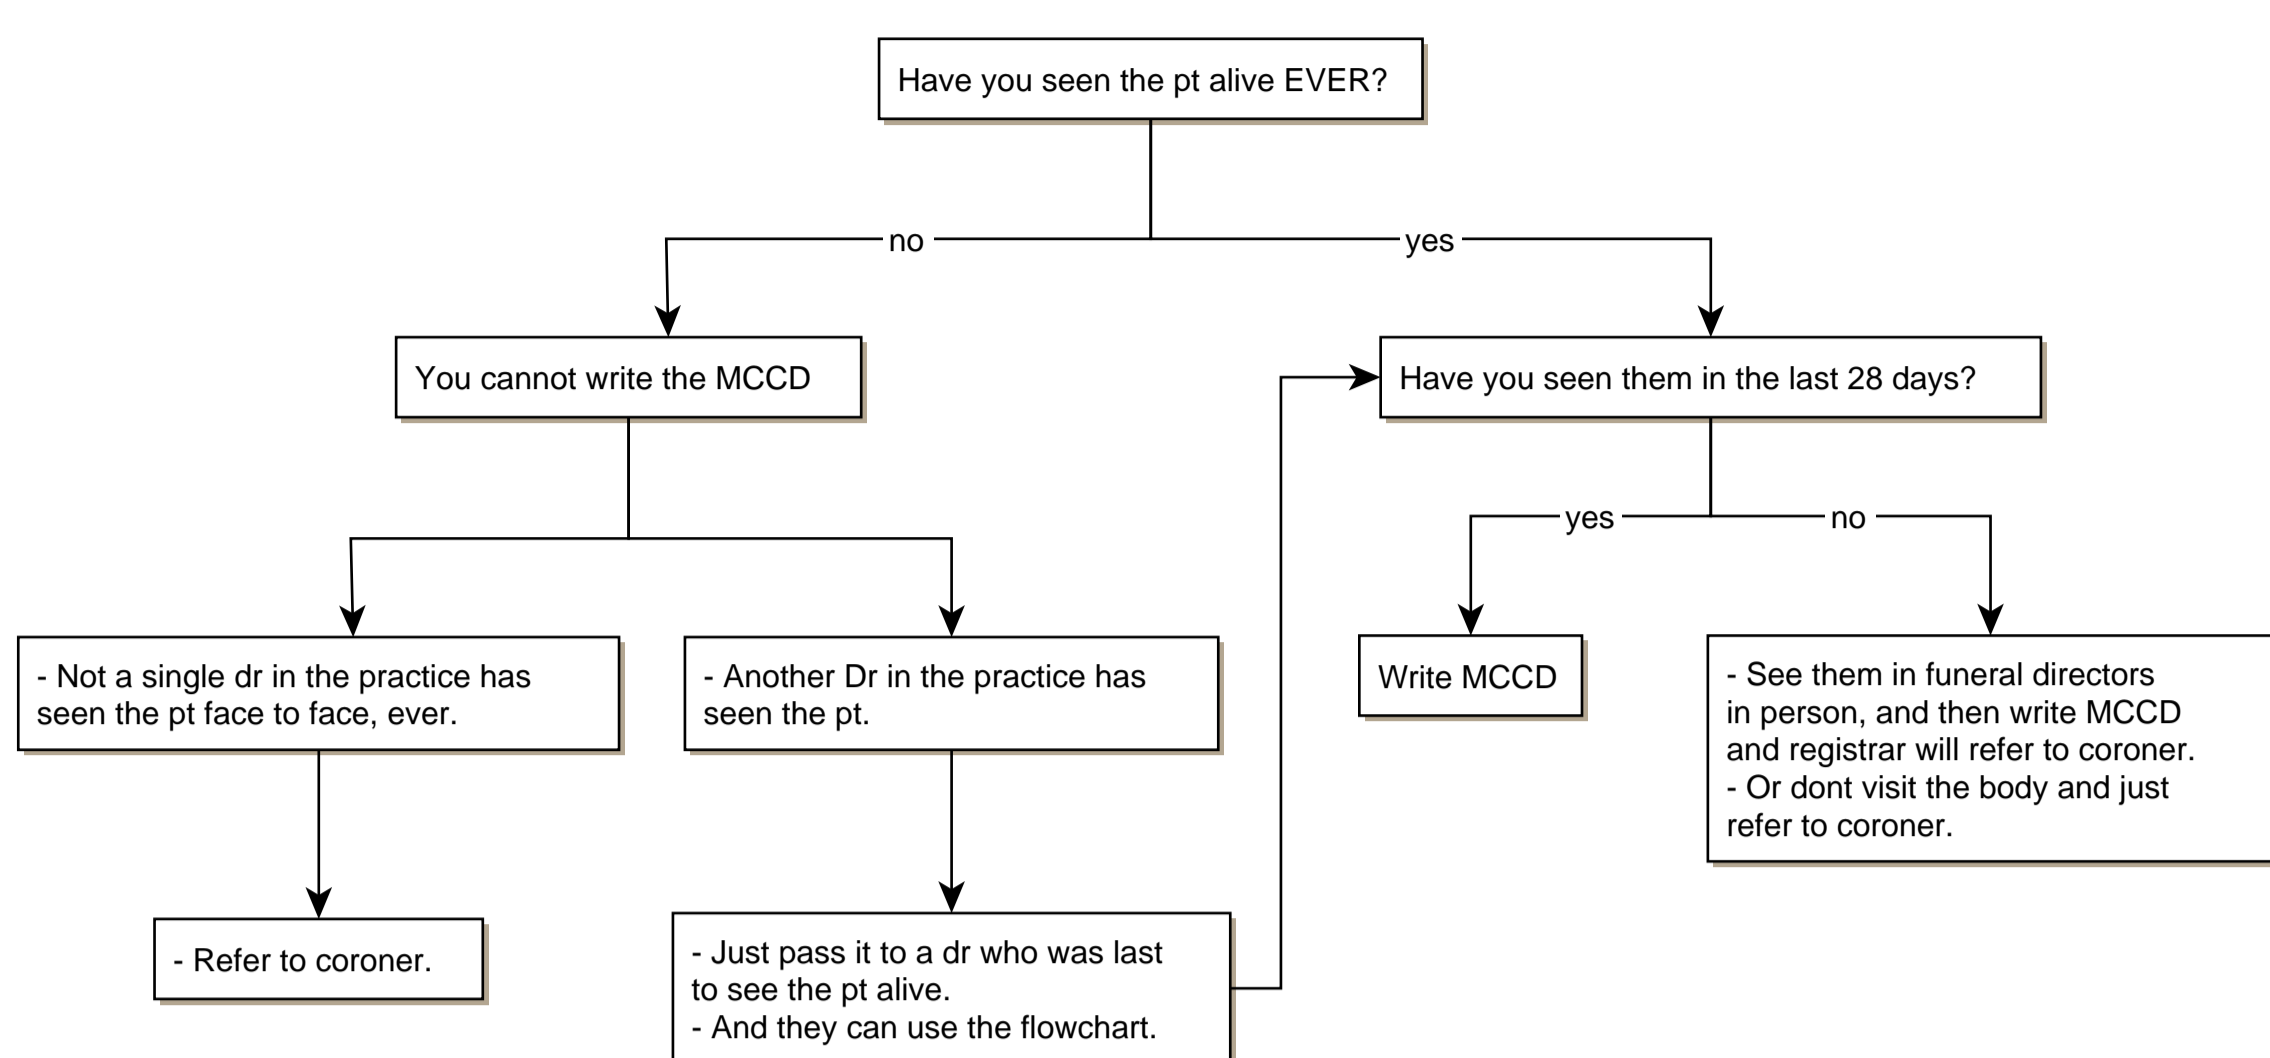 Have you seen the pt alive EVER?
no
yes
You cannot write the MCCD
Have you seen them in the last 28 days?
yes
no
- Not a single dr in the practice has
seen the pt face to face, ever.
- Another Dr in the practice has
seen the pt.
Write MCCD
- See them in funeral directors
in person, and then write MCCD
and registrar will refer to coroner.
- Or dont visit the body and just
refer to coroner.
- Refer to coroner.
- Just pass it to a dr who was last
to see the pt alive.
- And they can use the flowchart.